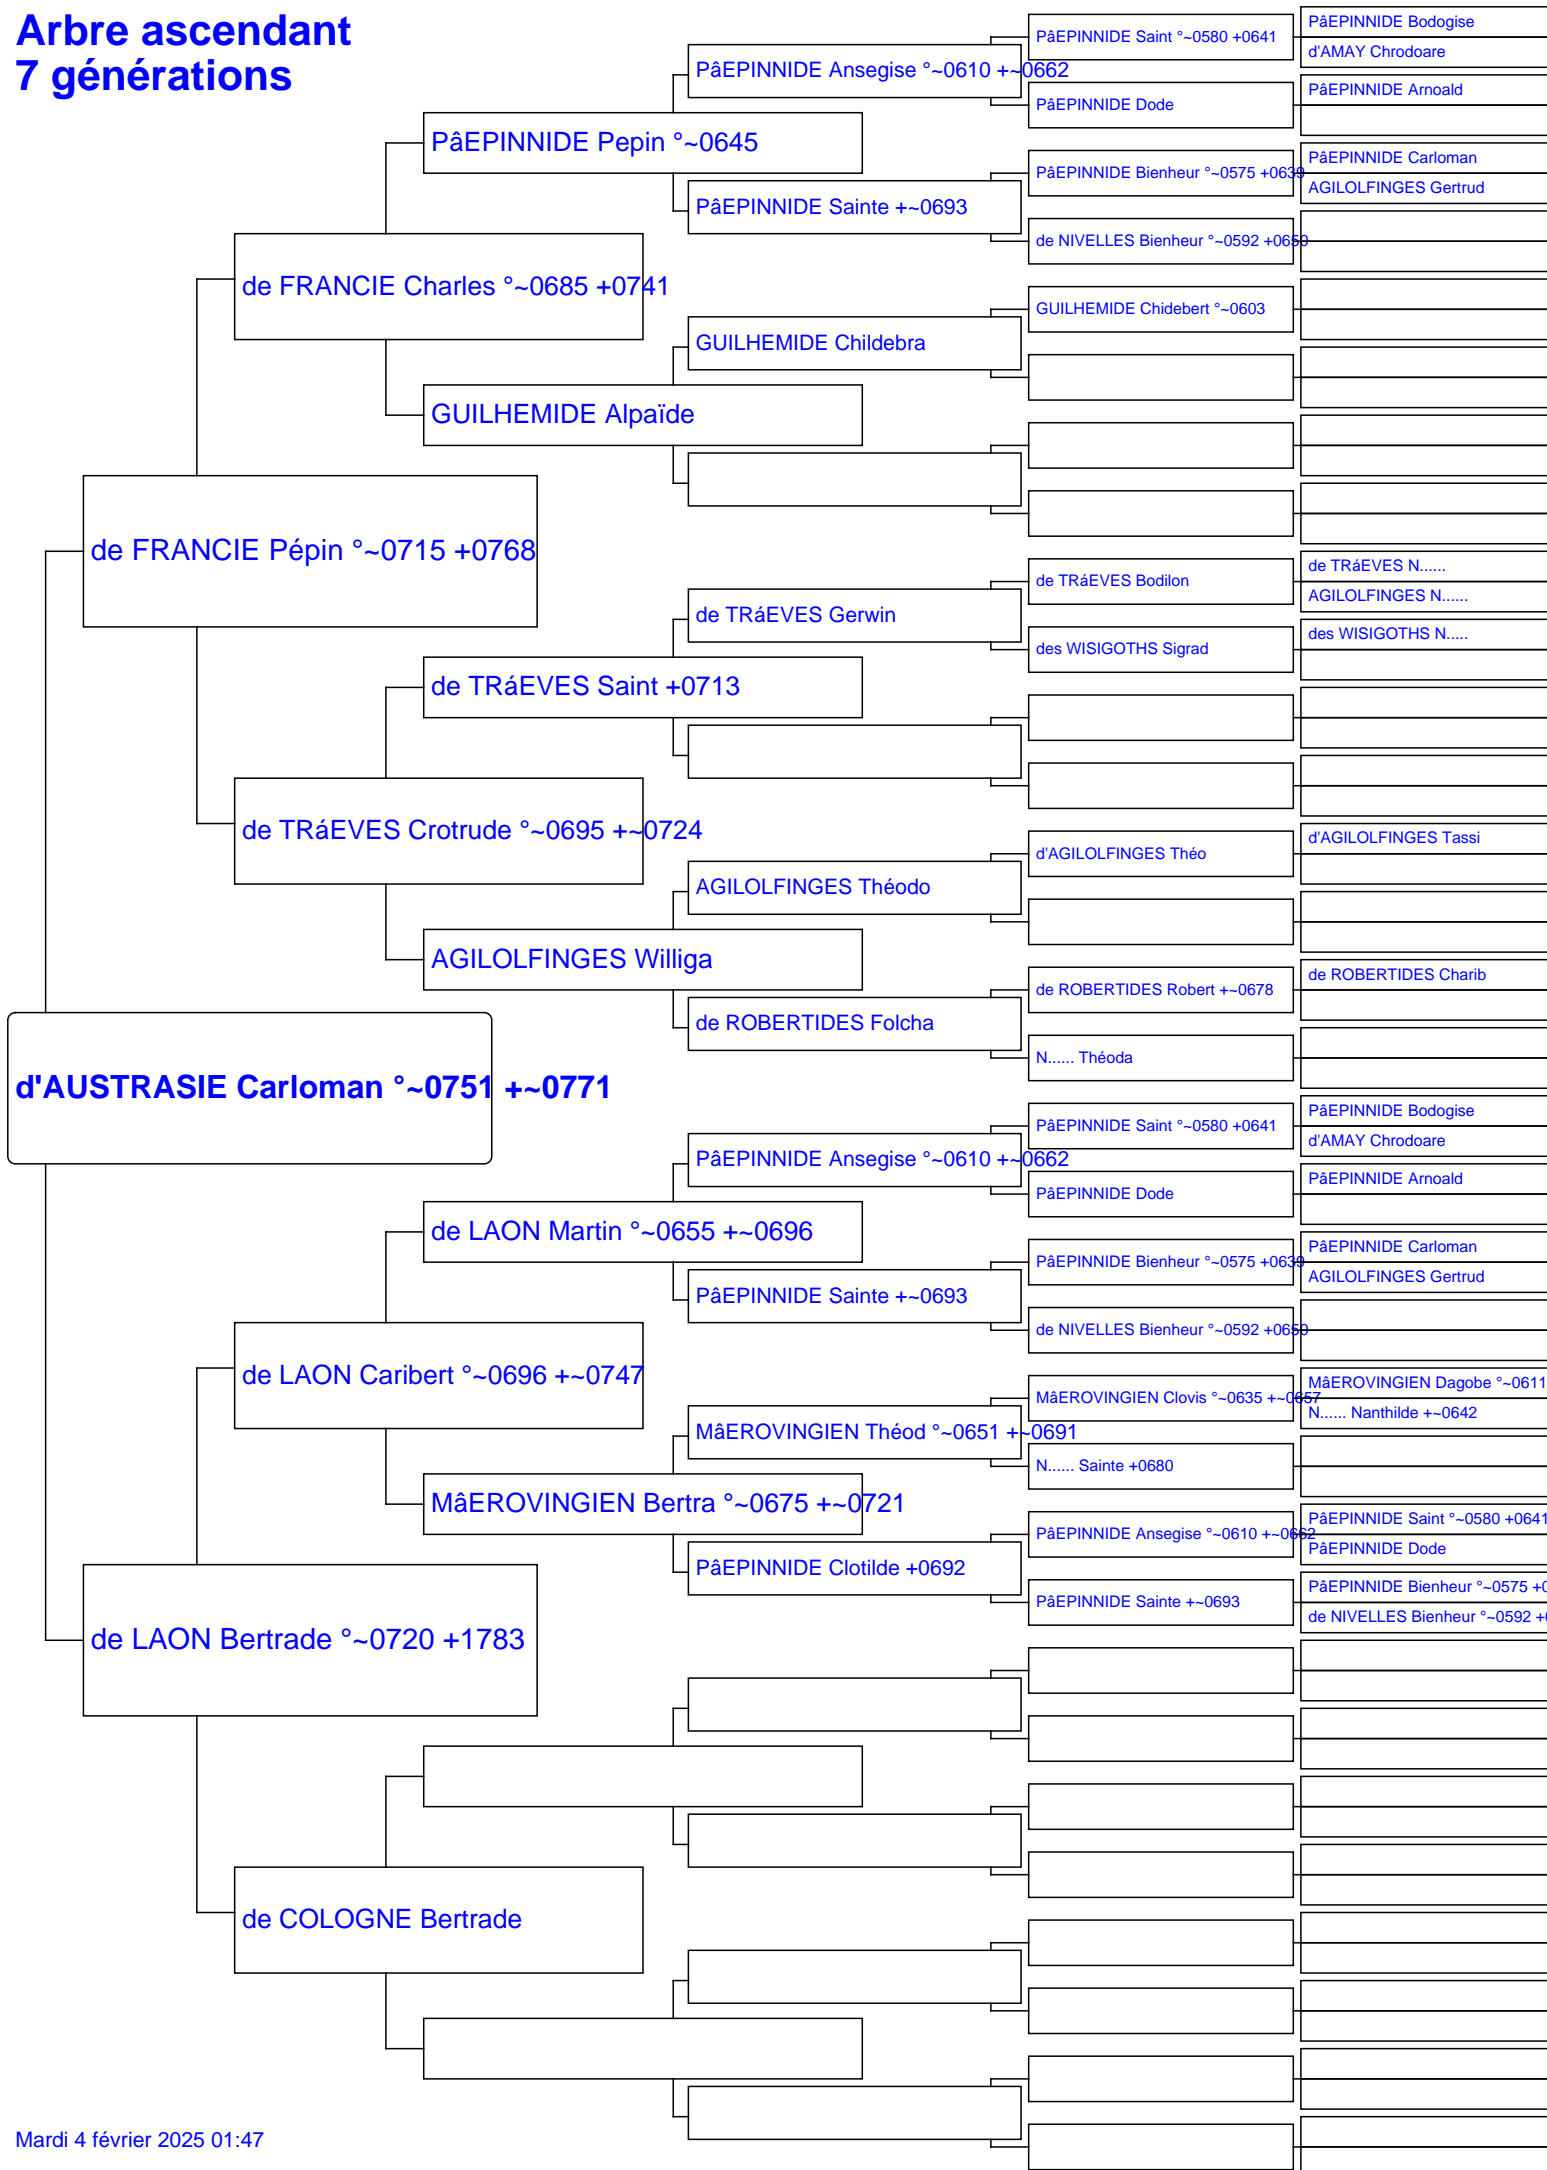 Arbre ascendant
7 générations
d'AUSTRASIE Carloman °~0751 +~0771
de FRANCIE Pépin °~0715 +0768
de LAON Bertrade °~0720 +1783
de FRANCIE Charles °~0685 +0741
de TRáEVES Crotrude °~0695 +~0724
de LAON Caribert °~0696 +~0747
de COLOGNE Bertrade
PâEPINNIDE Pepin °~0645
GUILHEMIDE Alpaïde
de TRáEVES Saint +0713
AGILOLFINGES Williga
de LAON Martin °~0655 +~0696
MâEROVINGIEN Bertra °~0675 +~0721
PâEPINNIDE Ansegise °~0610 +~0662
PâEPINNIDE Sainte +~0693
GUILHEMIDE Childebra
de TRáEVES Gerwin
AGILOLFINGES Théodo
de ROBERTIDES Folcha
PâEPINNIDE Ansegise °~0610 +~0662
PâEPINNIDE Sainte +~0693
MâEROVINGIEN Théod °~0651 +~0691
PâEPINNIDE Clotilde +0692
PâEPINNIDE Saint °~0580 +0641
PâEPINNIDE Dode
PâEPINNIDE Bienheur °~0575 +0639
de NIVELLES Bienheur °~0592 +0650
GUILHEMIDE Chidebert °~0603
de TRáEVES Bodilon
des WISIGOTHS Sigrad
d'AGILOLFINGES Théo
de ROBERTIDES Robert +~0678
N...... Théoda
PâEPINNIDE Saint °~0580 +0641
PâEPINNIDE Dode
PâEPINNIDE Bienheur °~0575 +0639
de NIVELLES Bienheur °~0592 +0650
MâEROVINGIEN Clovis °~0635 +~0657
N...... Sainte +0680
PâEPINNIDE Ansegise °~0610 +~0662
PâEPINNIDE Sainte +~0693
PâEPINNIDE Bodogise
d'AMAY Chrodoare
PâEPINNIDE Arnoald
PâEPINNIDE Carloman
AGILOLFINGES Gertrud
de TRáEVES N......
AGILOLFINGES N......
des WISIGOTHS N.....
d'AGILOLFINGES Tassi
de ROBERTIDES Charib
PâEPINNIDE Bodogise
d'AMAY Chrodoare
PâEPINNIDE Arnoald
PâEPINNIDE Carloman
AGILOLFINGES Gertrud
MâEROVINGIEN Dagobe °~0611
N...... Nanthilde +~0642
PâEPINNIDE Saint °~0580 +0641
PâEPINNIDE Dode
PâEPINNIDE Bienheur °~0575
de NIVELLES Bienheur °~0592
Mardi 4 février 2025 01:47